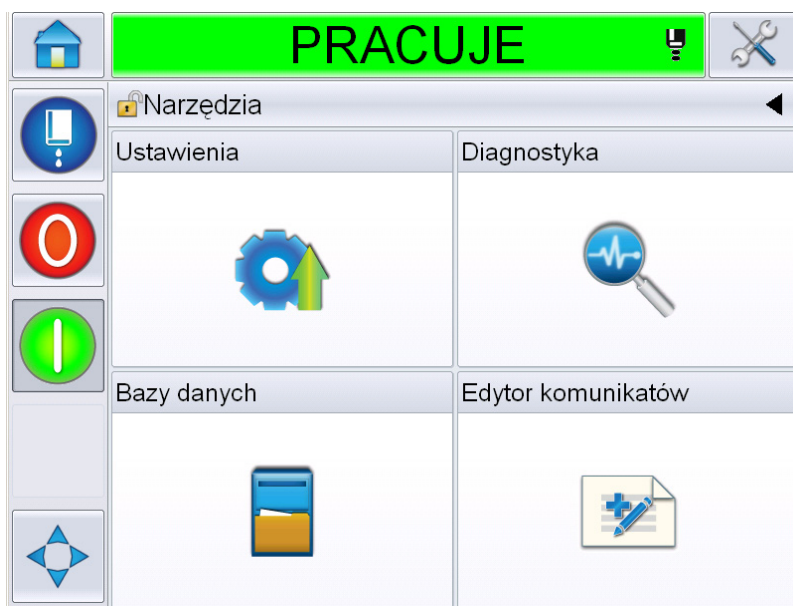 PRACUJE
Narzędzia
Ustawienia
Diagnostyka
Bazy danych
Edytor komunikatów